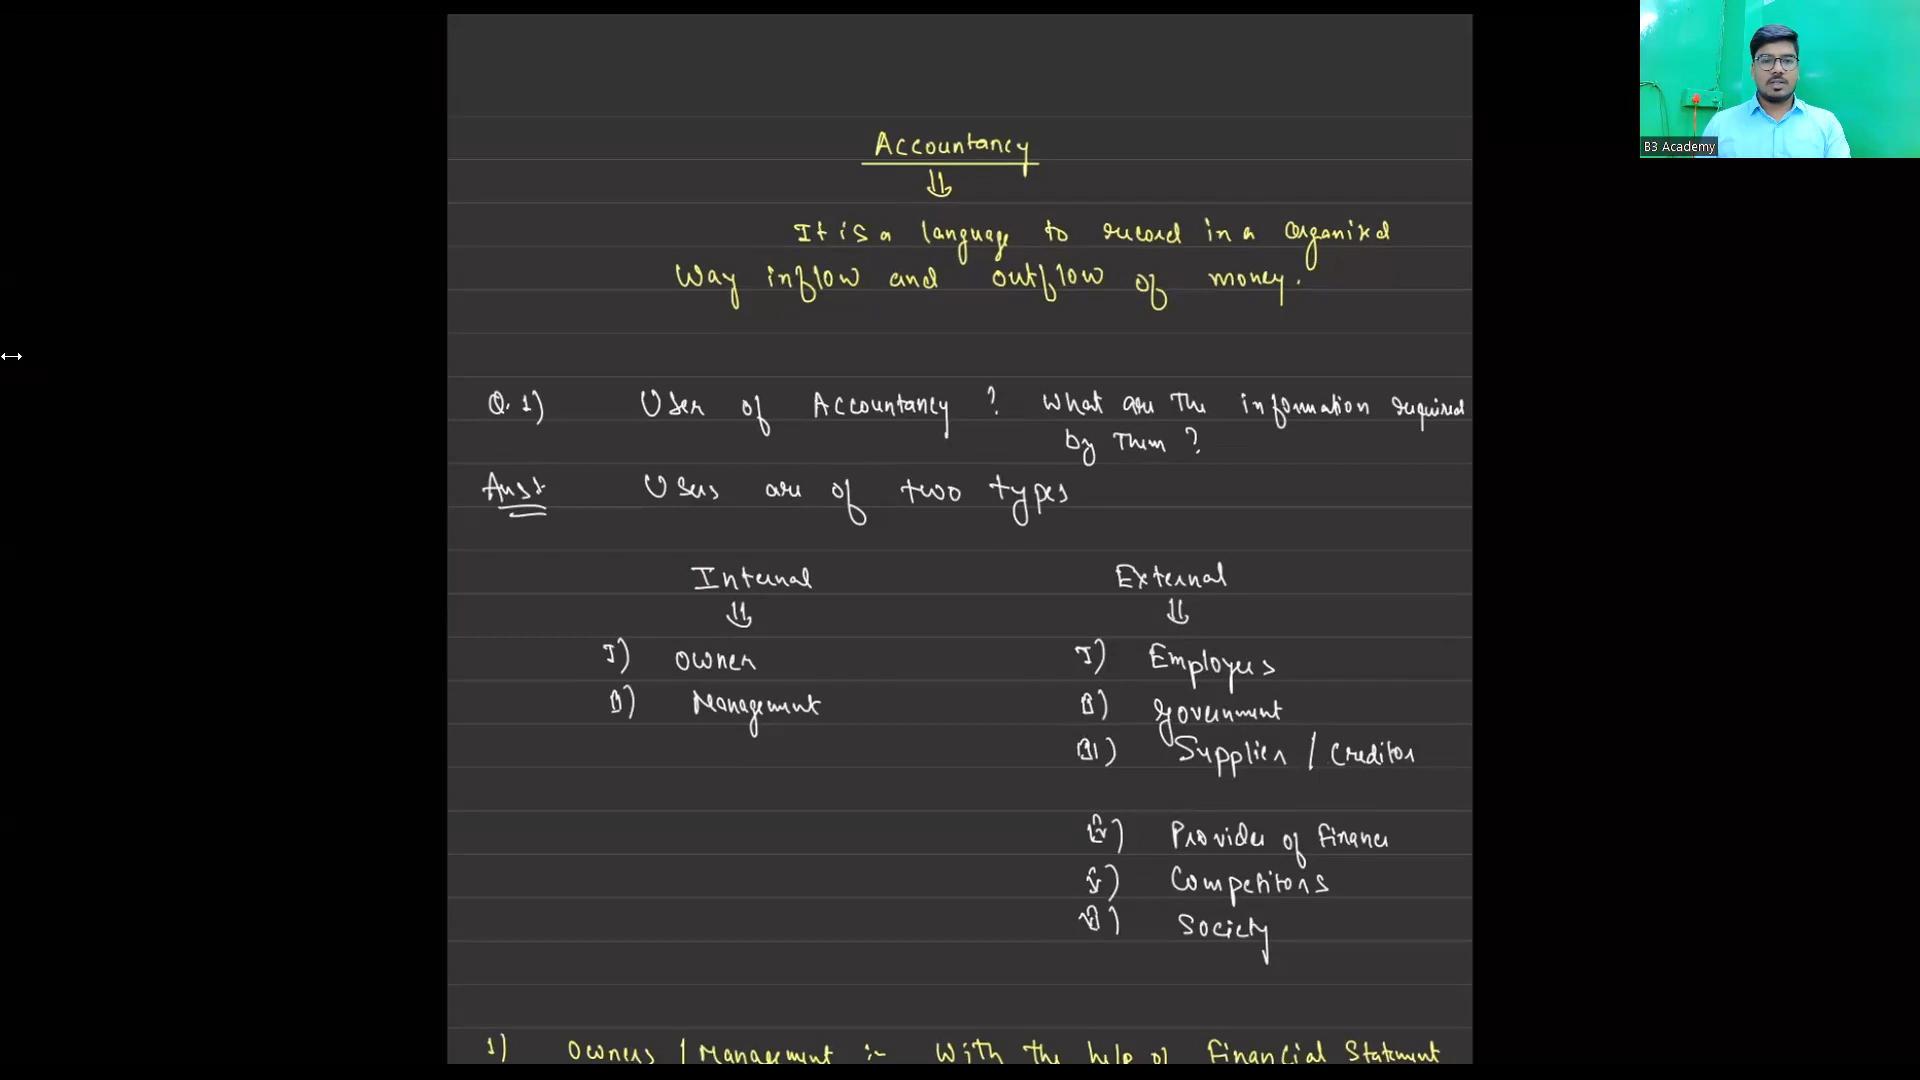 B3 Academy
Accountancy
It is a language to record in a organized
way inflow and outflow of money.
Q.1) User of Accountancy ? What are the information required
by them ?
Ans: Users are of two types
Internal External
I) Owner I) Employees
II) Management II) Government
III) Supplier / Creditor
IV) Provider of finance
V) Competitors
VI) Society
1) Owners / Management :- With the help of Financial Statement